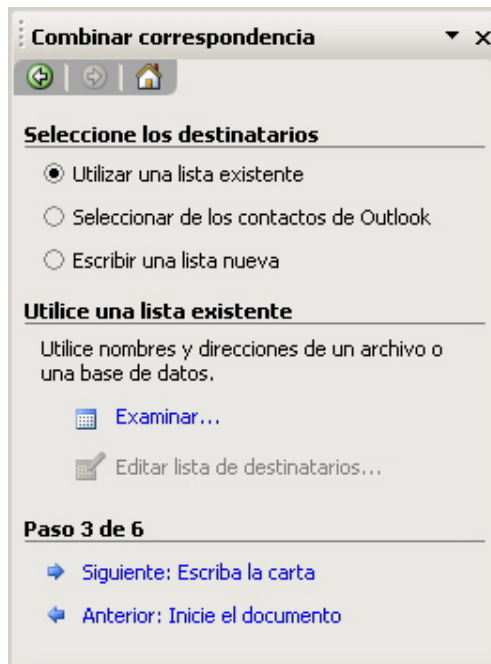 Combinar correspondencia
Seleccione los destinatarios
Utilizar una lista existente
Seleccionar de los contactos de Outlook
Escribir una lista nueva
Utilice una lista existente
Utilice nombres y direcciones de un archivo o
una base de datos.
Examinar...
Editar lista de destinatarios...
Paso 3 de 6
Siguiente: Escriba la carta
Anterior: Inicie el documento